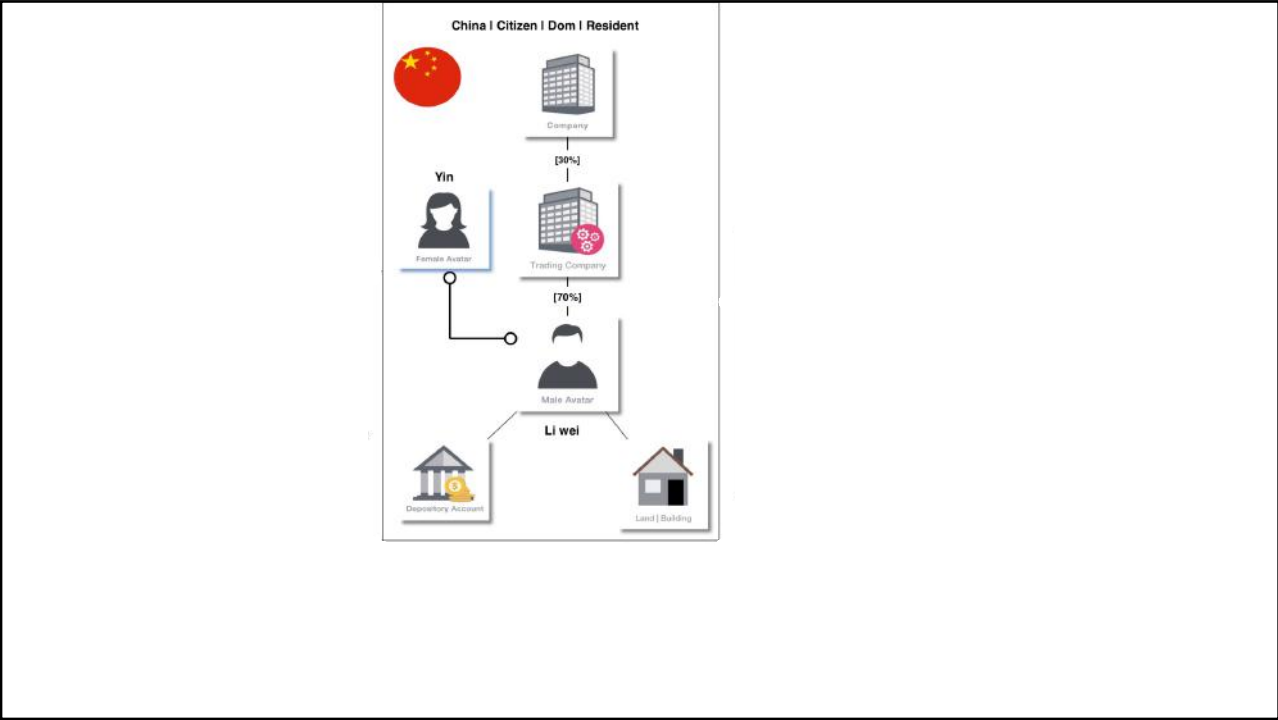 China | Citizen | Dom | Resident
Company
[30%]
Yin
Female Avatar
Trading Company
[70%]
Male Avatar
Li wei
$
Depository Account
Land | Building